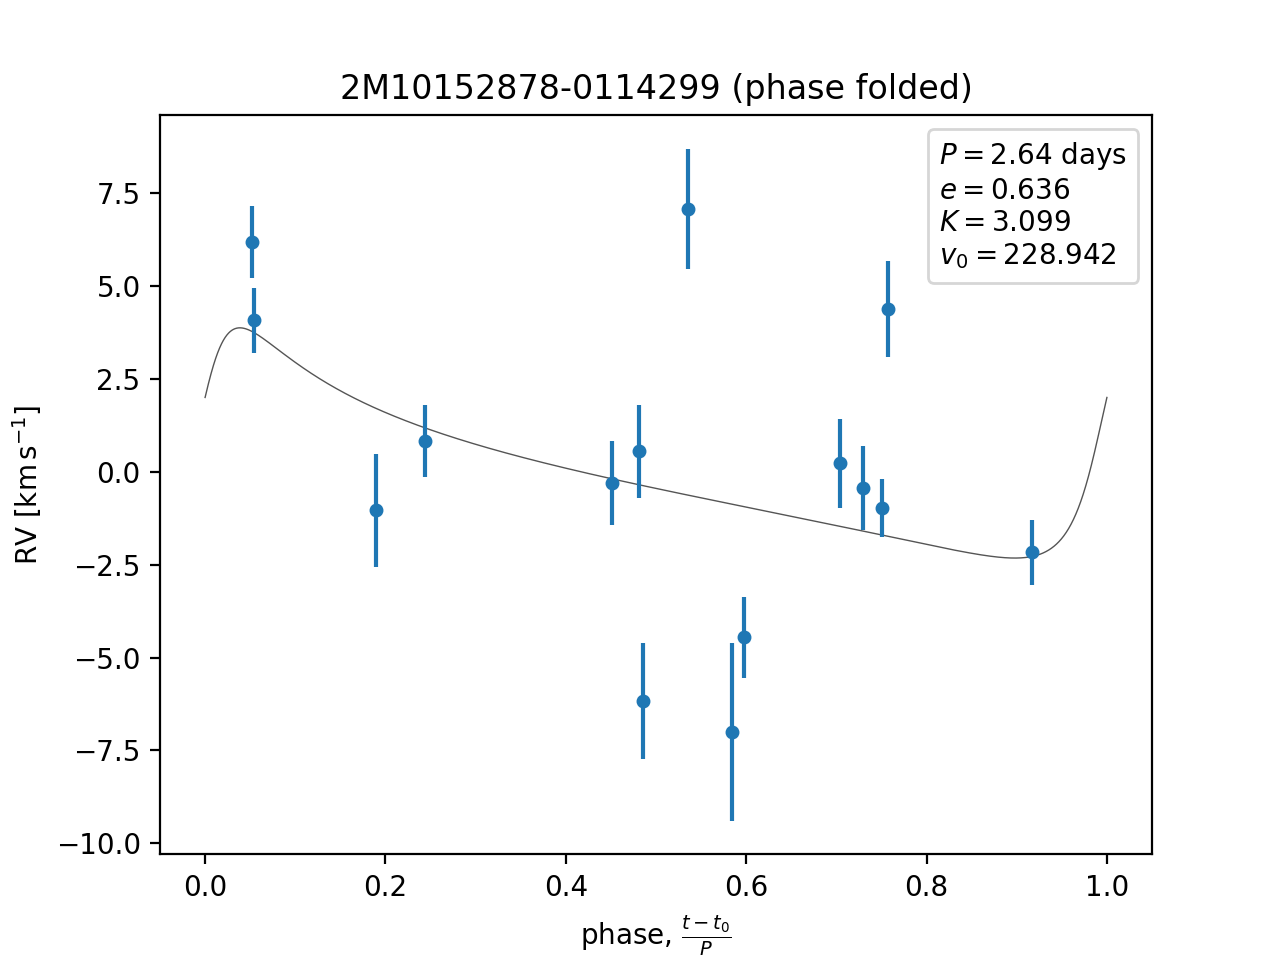 2M10152878-0114299 (phase folded)
P = 2.64 days
e = 0.636
K = 3.099
v₀ = 228.942
7.5
5.0
2.5
0.0
−2.5
−5.0
−7.5
−10.0
RV [km s⁻¹]
0.0 0.2 0.4 0.6 0.8 1.0
phase, (t − t₀)/P